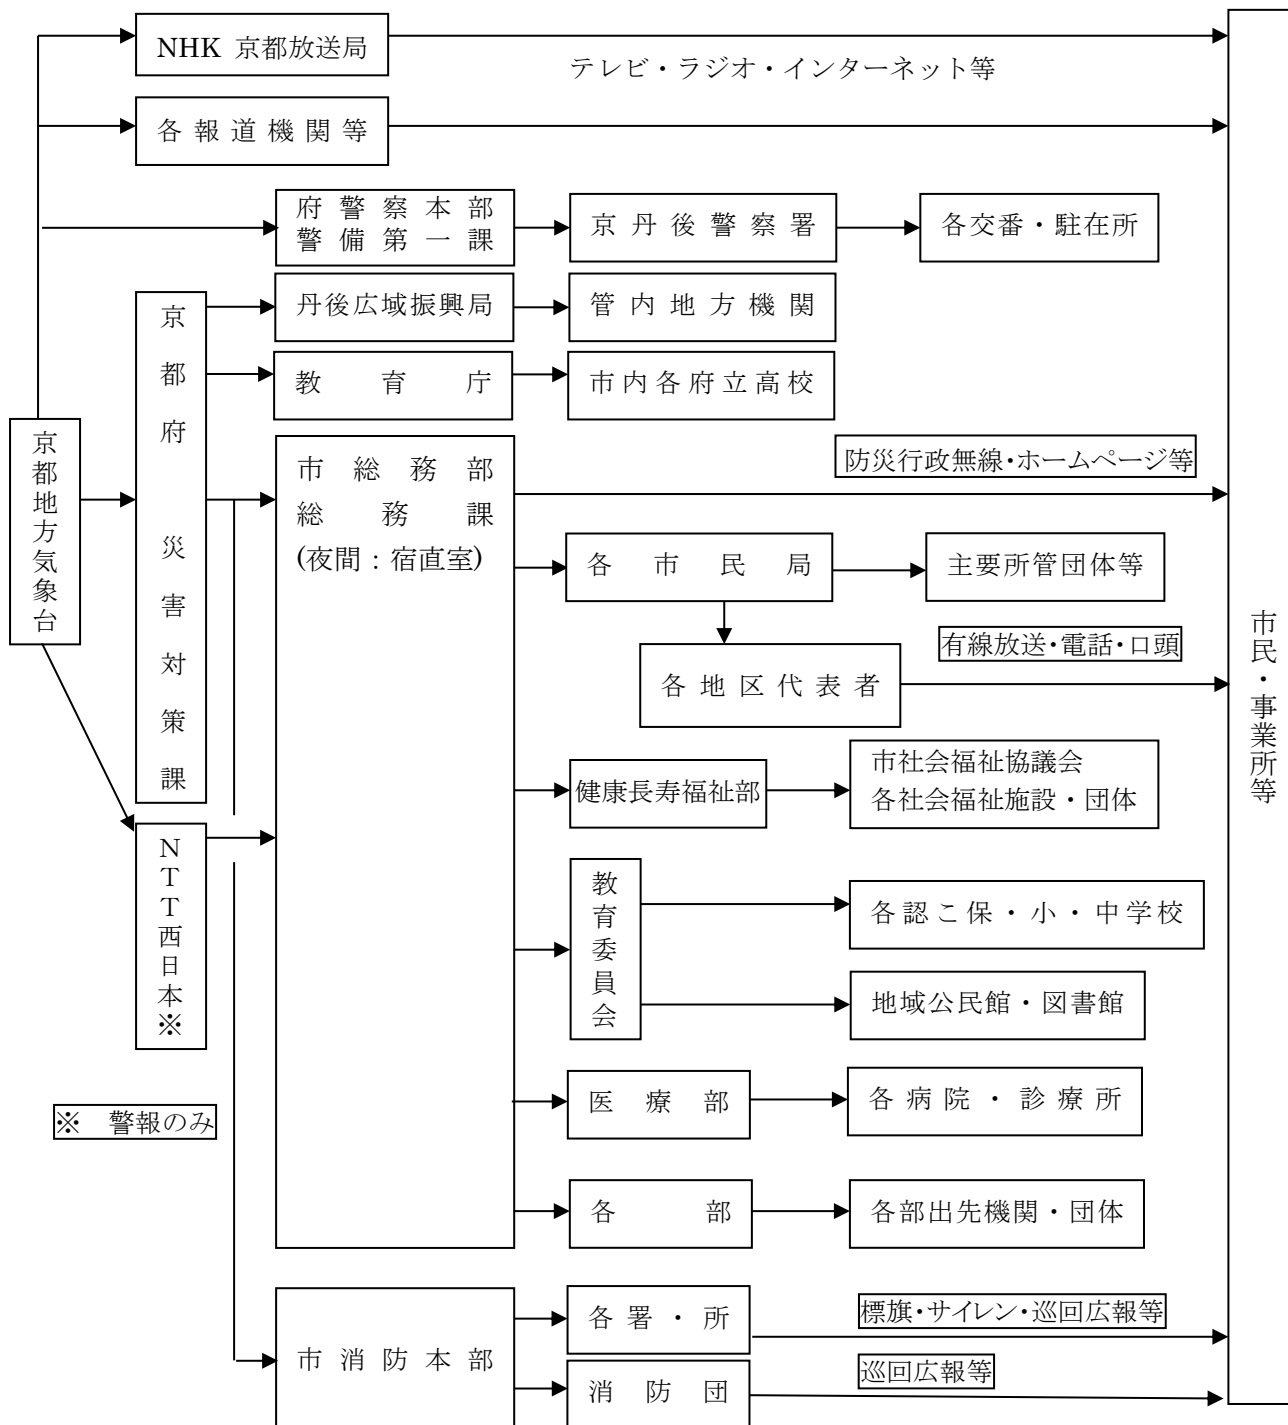 NHK 京都放送局
テレビ・ラジオ・インターネット等
各報道機関等
府警察本部
警備第一課
京丹後警察署
各交番・駐在所
丹後広域振興局
管内地方機関
教育庁
市内各府立高校
京都地方気象台
京都府 災害対策課
市総務部
総務課
(夜間：宿直室)
防災行政無線・ホームページ等
各市民局
主要所管団体等
各地区代表者
有線放送・電話・口頭
市民・事業所等
健康長寿福祉部
市社会福祉協議会
各社会福祉施設・団体
NTT西日本※
教育委員会
各認こ保・小・中学校
地域公民館・図書館
※ 警報のみ
医療部
各病院・診療所
各部
各部出先機関・団体
市消防本部
各署・所
標旗・サイレン・巡回広報等
消防団
巡回広報等